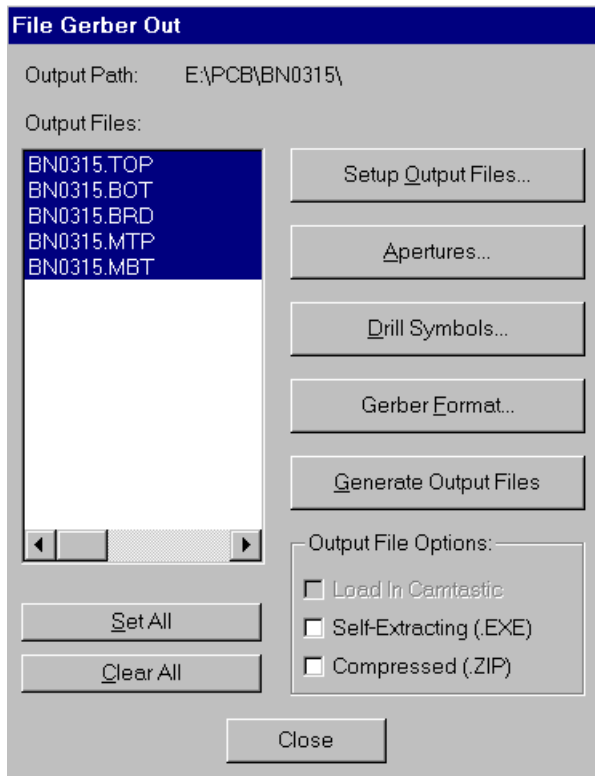 File Gerber Out
Output Path: E:\PCB\BN0315\
Output Files:
BN0315.TOP
BN0315.BOT
BN0315.BRD
BN0315.MTP
BN0315.MBT
Setup Output Files...
Apertures...
Drill Symbols...
Gerber Format...
Generate Output Files
Output File Options:
Load In Camtastic
Self-Extracting (.EXE)
Compressed (.ZIP)
Set All
Clear All
Close